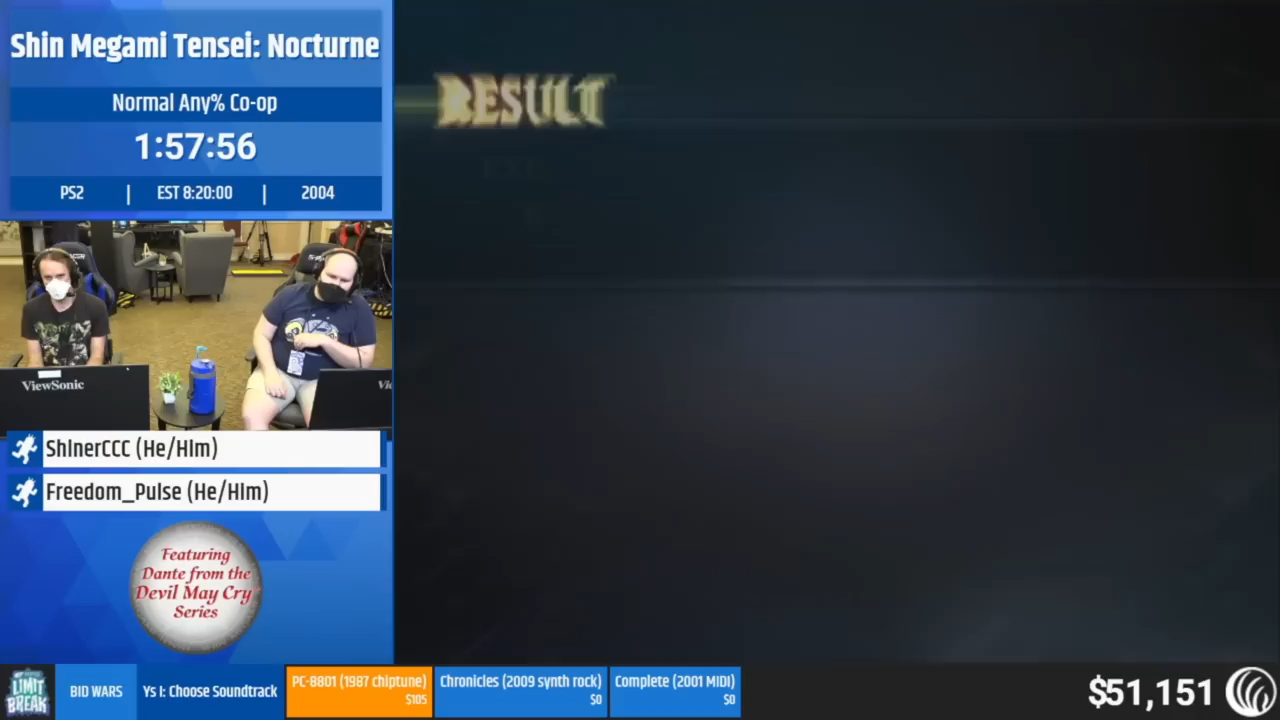 Shin Megami Tensei: Nocturne
Normal Any% Co-op
1:57:56
PS2 | EST 8:20:00 | 2004
ViewSonic
ShinerCCC (He/Him)
Freedom_Pulse (He/Him)
Featuring
Dante from the
Devil May Cry
Series
RESULT
LIMIT
BREAK
BID WARS
Ys I: Choose Soundtrack
PC-8801 (1987 chiptune)
$105
Chronicles (2009 synth rock)
$0
Complete (2001 MIDI)
$0
$51,151